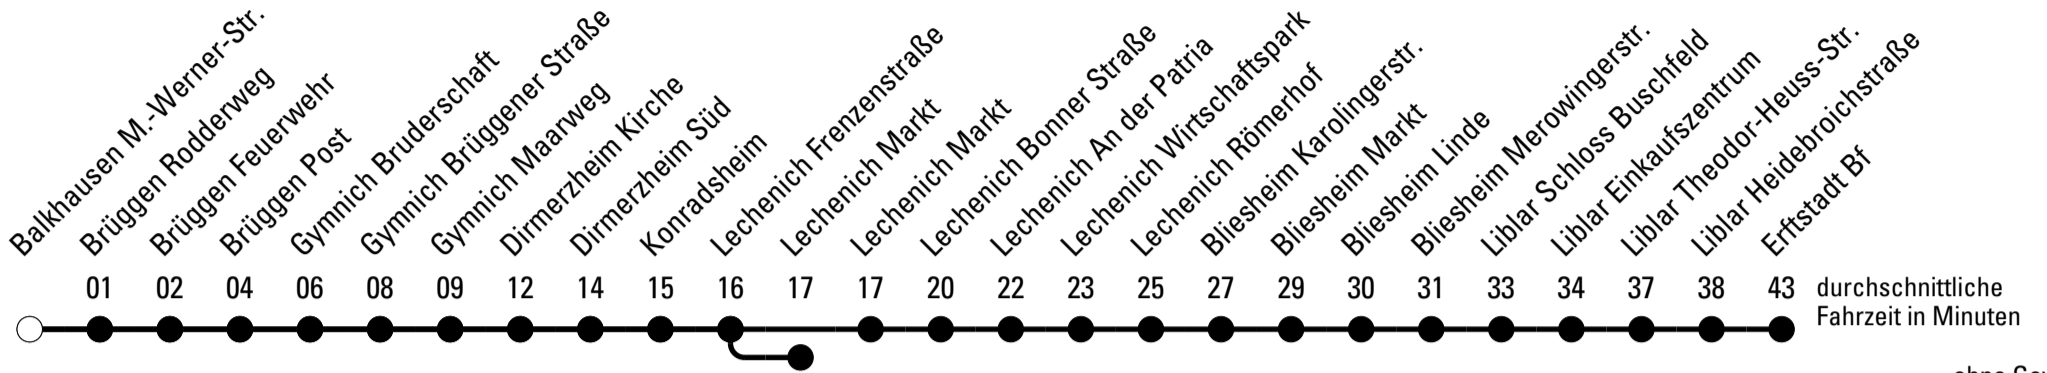 Balkhausen M.-Werner-Str.
Brüggen Rodderweg
Brüggen Feuerwehr
Brüggen Post
Gymnich Bruderschaft
Gymnich Brüggener Straße
Gymnich Maarweg
Dirmerzheim Kirche
Dirmerzheim Süd
Konradsheim
Lechenich Frenzenstraße
Lechenich Markt
Lechenich Markt
Lechenich Bonner Straße
Lechenich An der Patria
Lechenich Wirtschaftspark
Lechenich Römerhof
Bliesheim Karolingerstr.
Bliesheim Markt
Bliesheim Linde
Bliesheim Merowingerstr.
Liblar Schloss Buschfeld
Liblar Einkaufszentrum
Liblar Theodor-Heuss-Str.
Liblar Heidebroichstraße
Erftstadt Bf
01 02 04 06 08 09 12 14 15 16 17 17 20 22 23 25 27 29 30 31 33 34 37 38 43
durchschnittliche
Fahrzeit in Minuten